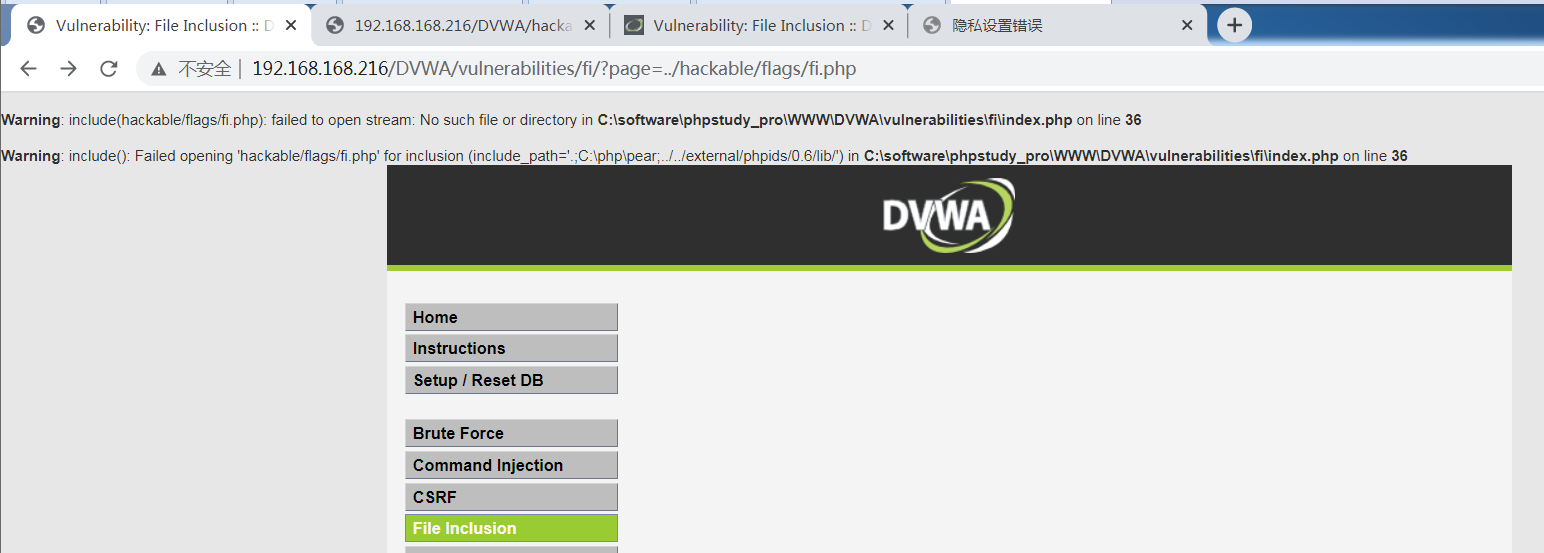 Vulnerability: File Inclusion :: D
192.168.168.216/DVWA/hacka
Vulnerability: File Inclusion :: D
隐私设置错误
不安全 | 192.168.168.216/DVWA/vulnerabilities/fi/?page=../hackable/flags/fi.php
Warning: include(hackable/flags/fi.php): failed to open stream: No such file or directory in C:\software\phpstudy_pro\WWW\DVWA\vulnerabilities\fi\index.php on line 36
Warning: include(): Failed opening 'hackable/flags/fi.php' for inclusion (include_path='.;C:\php\pear;../../external/phpids/0.6/lib/') in C:\software\phpstudy_pro\WWW\DVWA\vulnerabilities\fi\index.php on line 36
DVWA
Home
Instructions
Setup / Reset DB
Brute Force
Command Injection
CSRF
File Inclusion